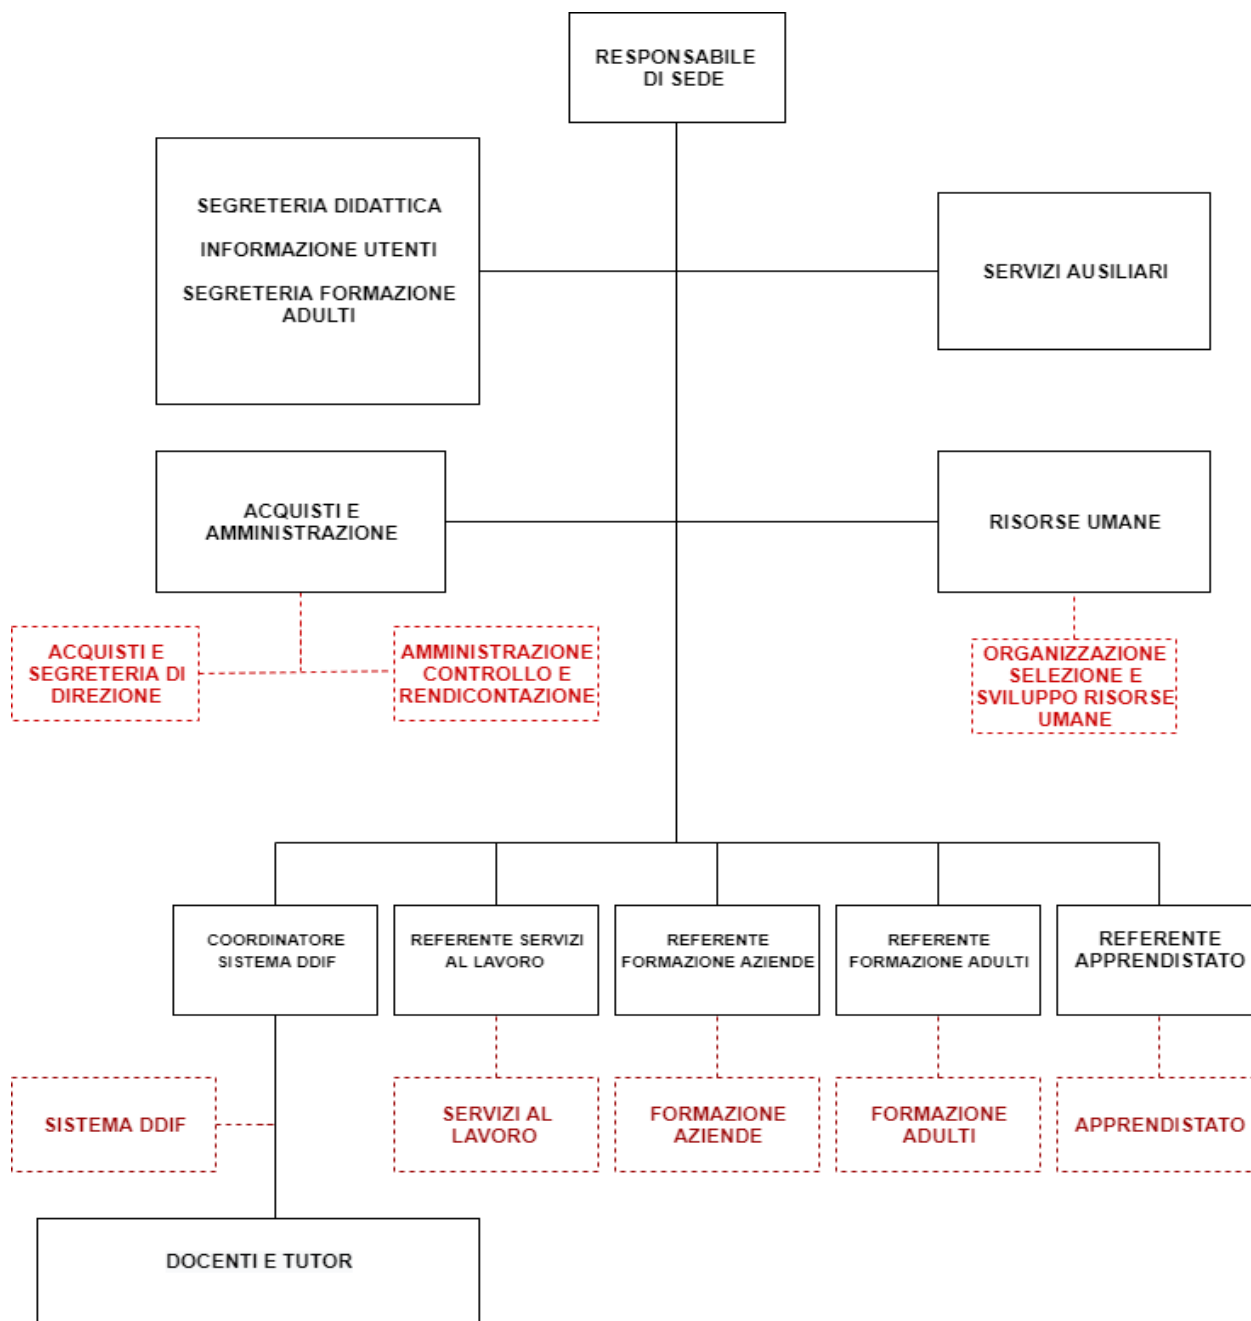 RESPONSABILE
DI SEDE
SEGRETERIA DIDATTICA
INFORMAZIONE UTENTI
SEGRETERIA FORMAZIONE
ADULTI
SERVIZI AUSILIARI
ACQUISTI E
AMMINISTRAZIONE
RISORSE UMANE
ACQUISTI E
SEGRETERIA DI
DIREZIONE
AMMINISTRAZIONE
CONTROLLO E
RENDICONTAZIONE
ORGANIZZAZIONE
SELEZIONE E
SVILUPPO RISORSE
UMANE
COORDINATORE
SISTEMA DDIF
REFERENTE SERVIZI
AL LAVORO
REFERENTE
FORMAZIONE AZIENDE
REFERENTE
FORMAZIONE ADULTI
REFERENTE
APPRENDISTATO
SISTEMA DDIF
SERVIZI AL
LAVORO
FORMAZIONE
AZIENDE
FORMAZIONE
ADULTI
APPRENDISTATO
DOCENTI E TUTOR